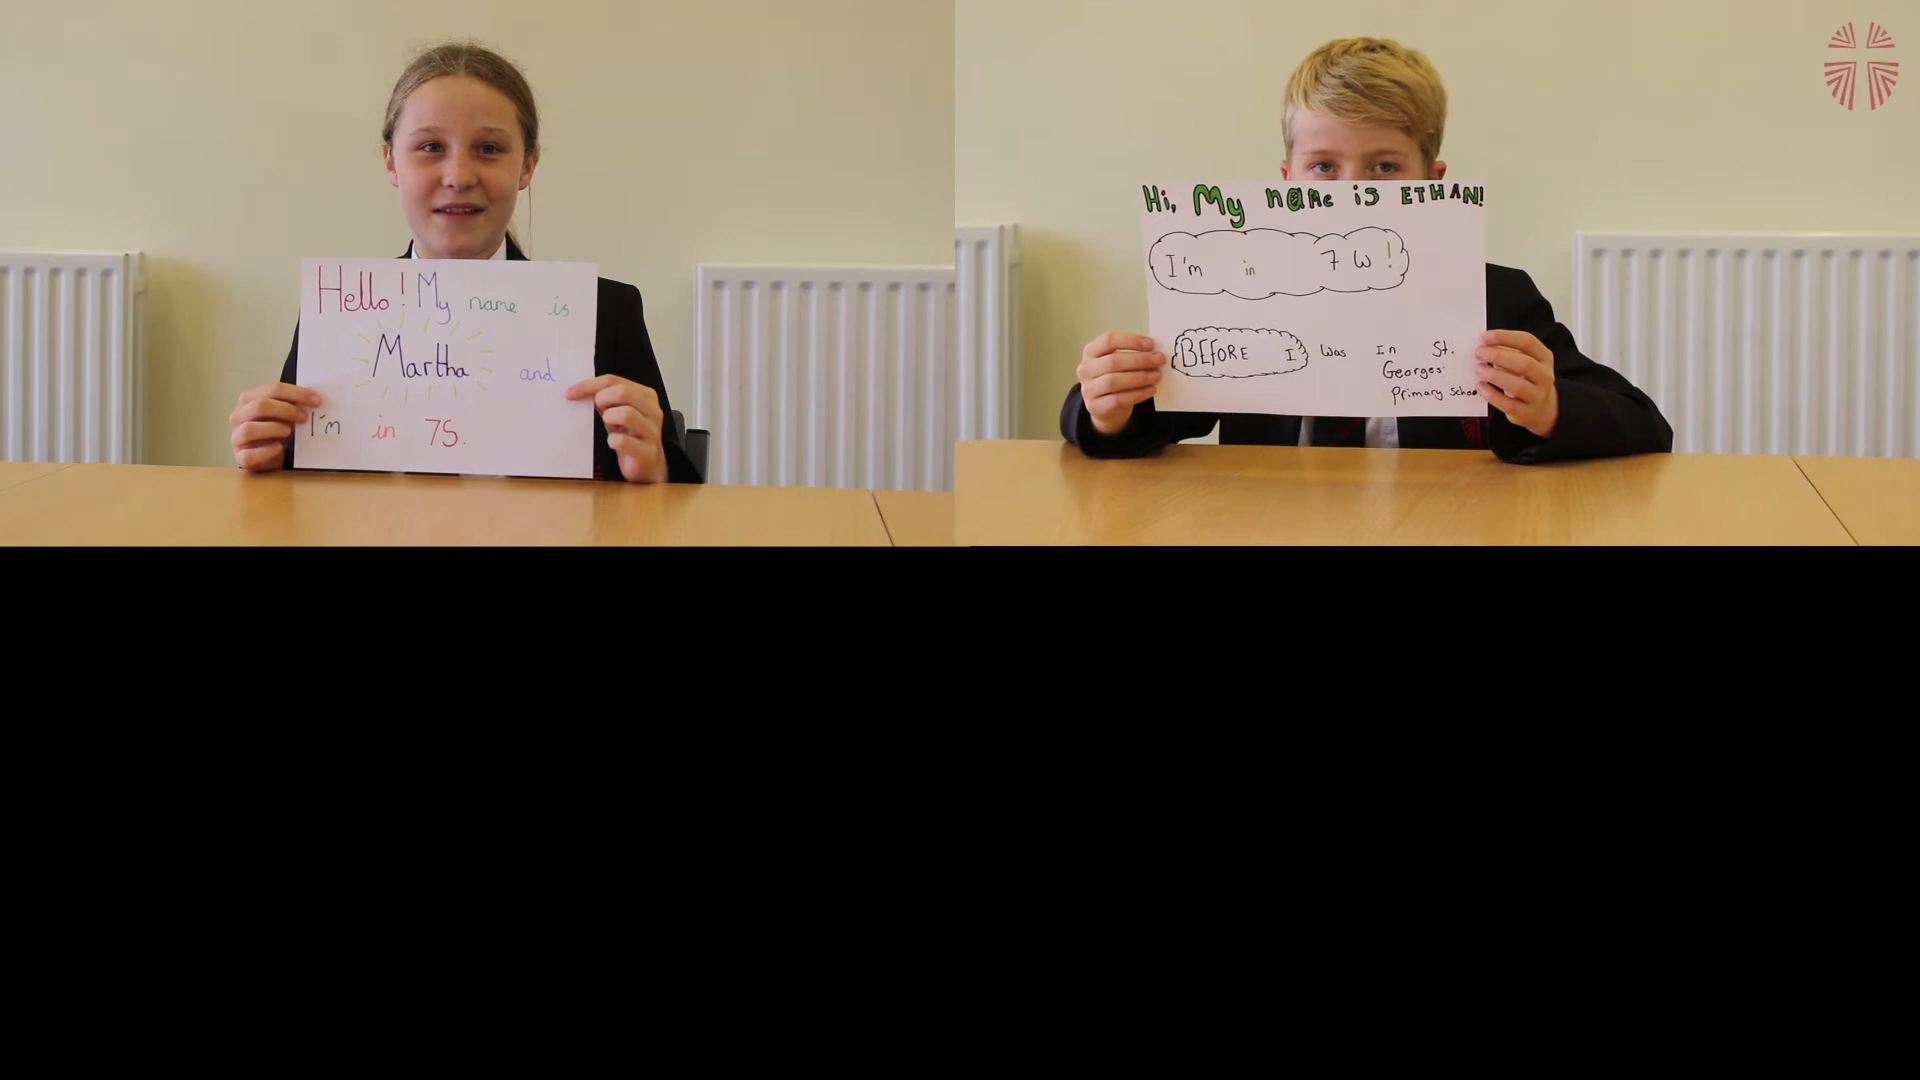 Hello! My name is
Martha and
I'm in 7S.
Hi, My name is ETHAN!
I'm in 7W!
BEFORE I Was In St.
Georges'
Primary School